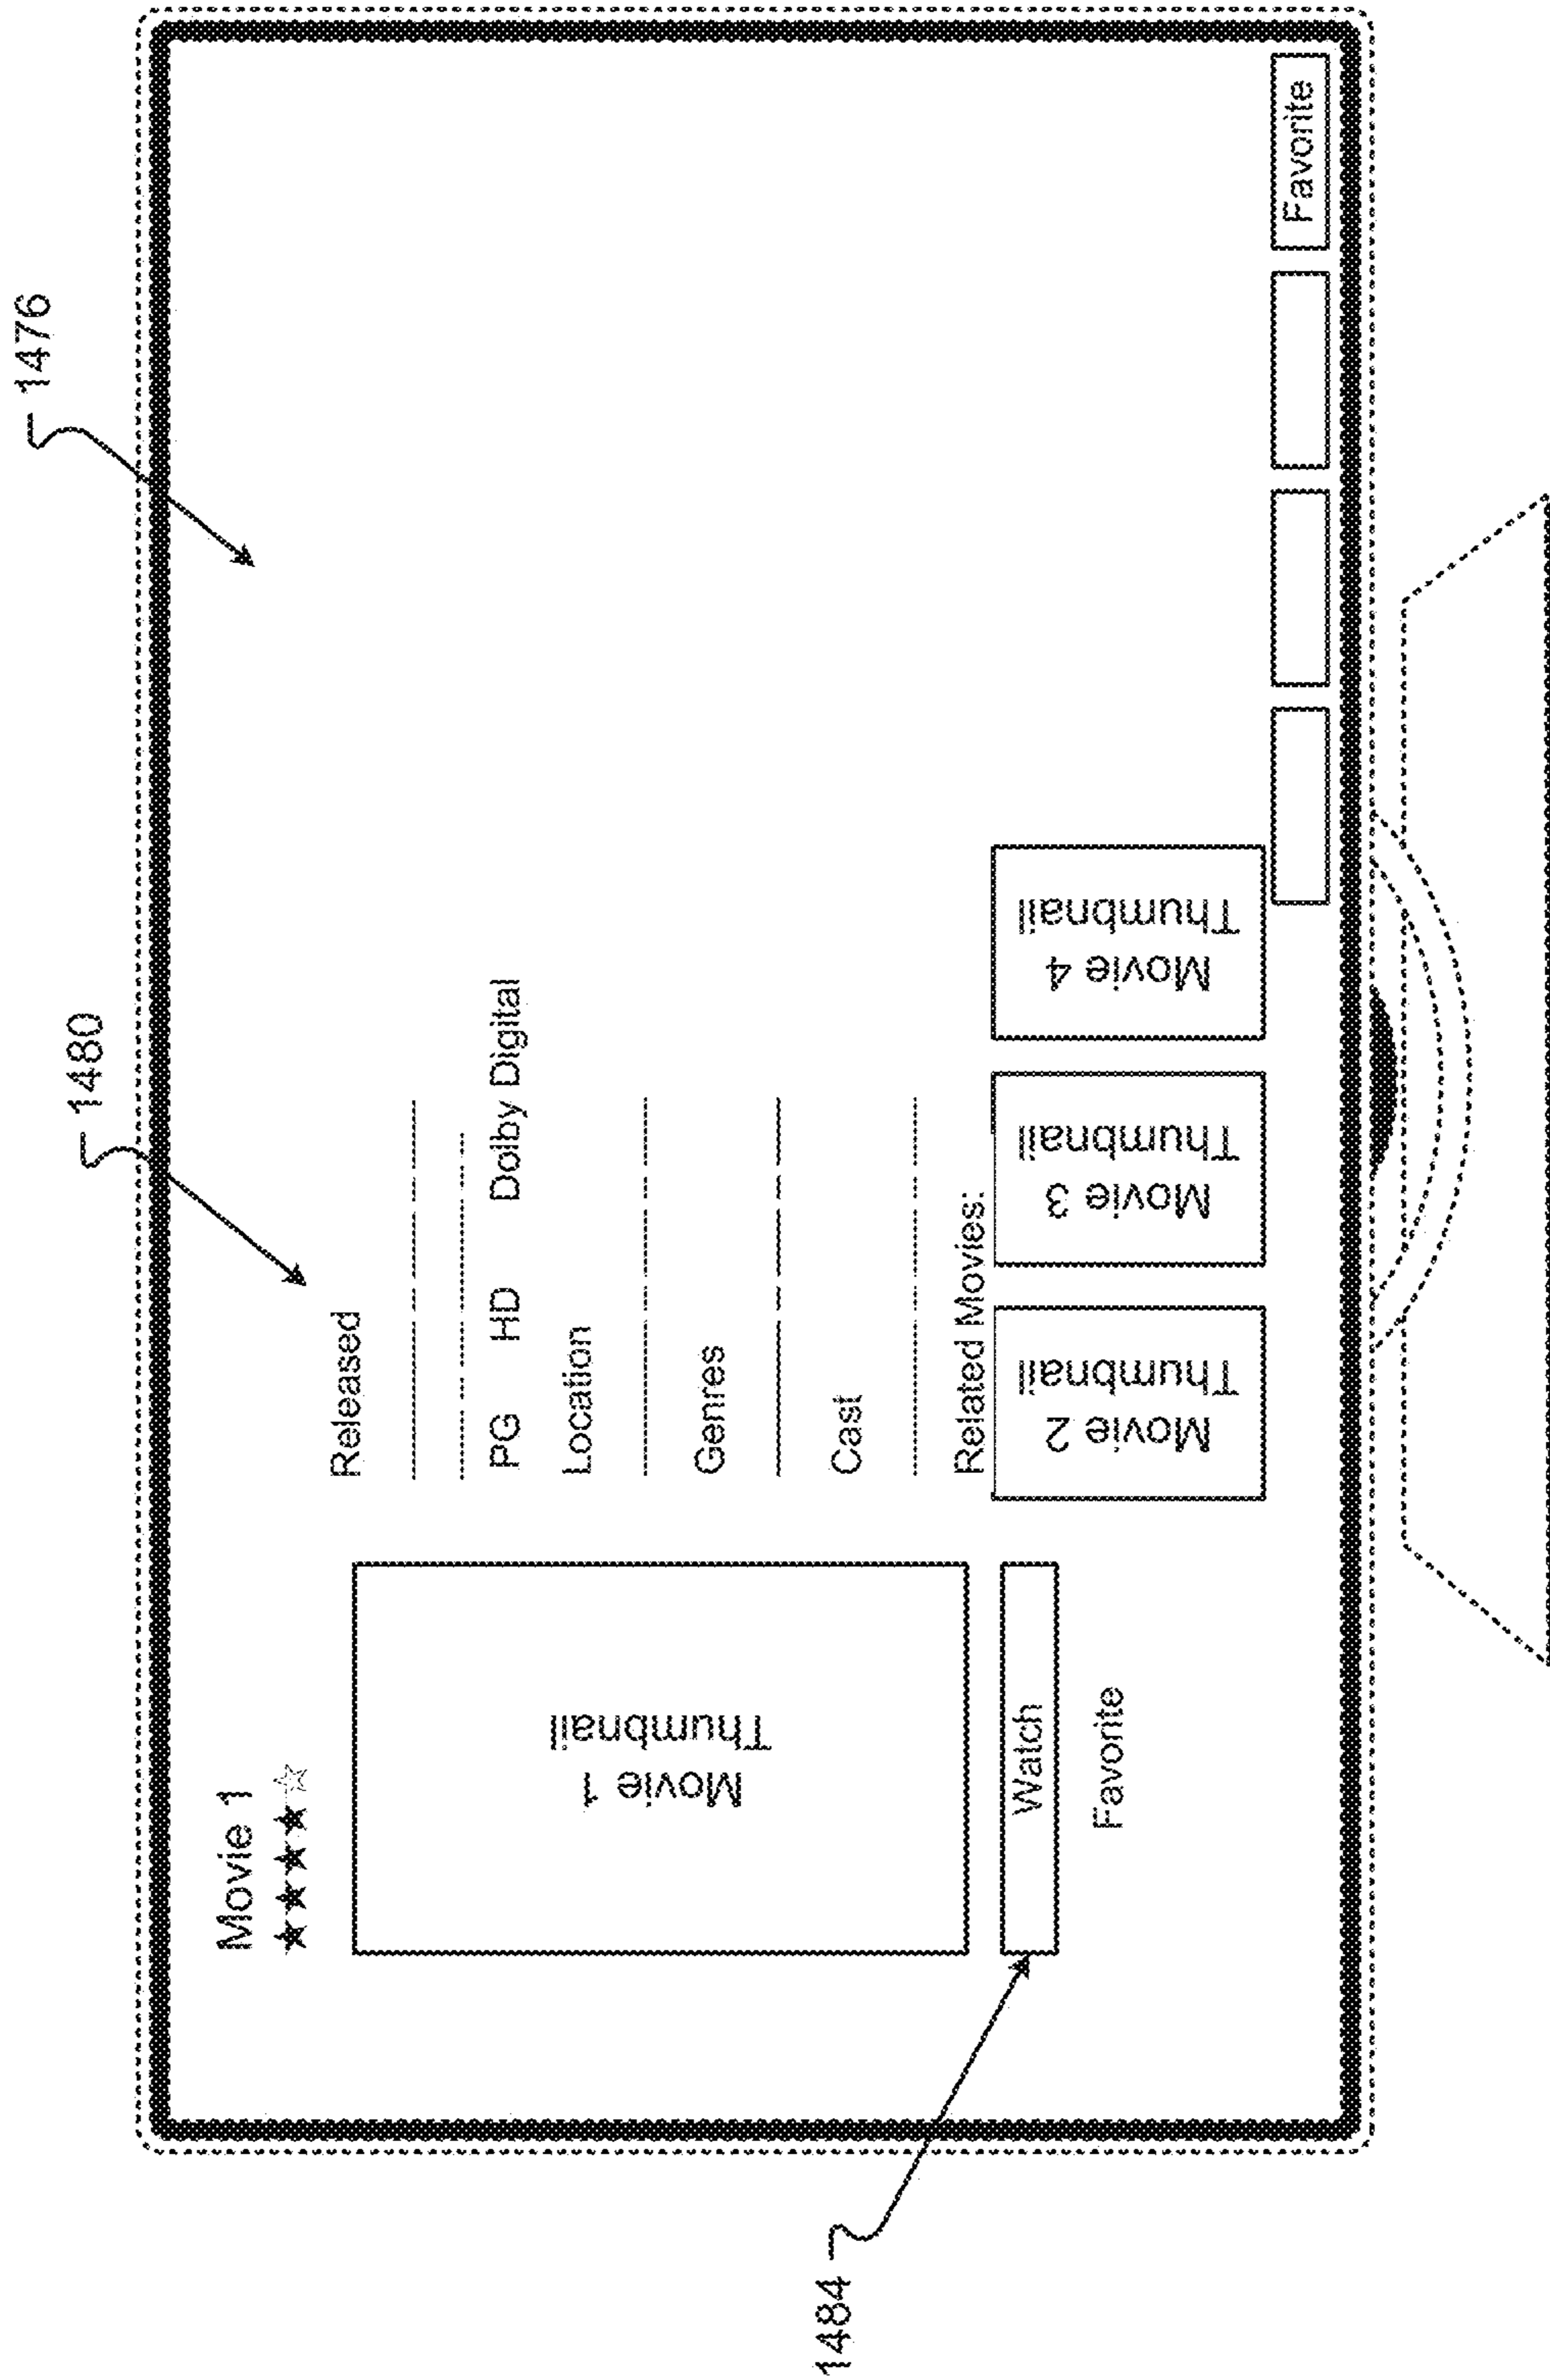 1476
1480
Movie 1
Released
PG HD Dolby Digital
Location
Genres
Cast
Related Movies:
Movie 1
Thumbnail
Movie 2
Thumbnail
Movie 3
Thumbnail
Movie 4
Thumbnail
Watch
Favorite
Favorite
1484